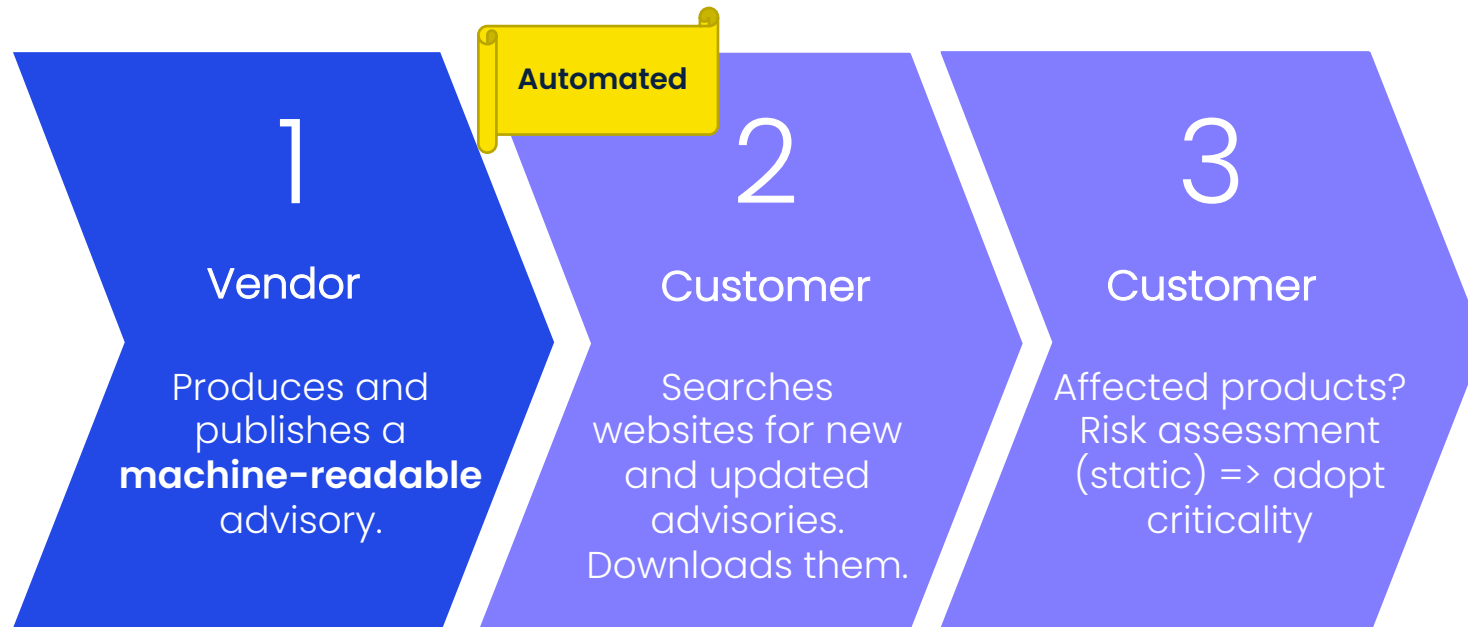 Automated
1
Vendor
Produces and
publishes a
machine-readable
advisory.
2
Customer
Searches
websites for new
and updated
advisories.
Downloads them.
3
Customer
Affected products?
Risk assessment
(static) => adopt
criticality